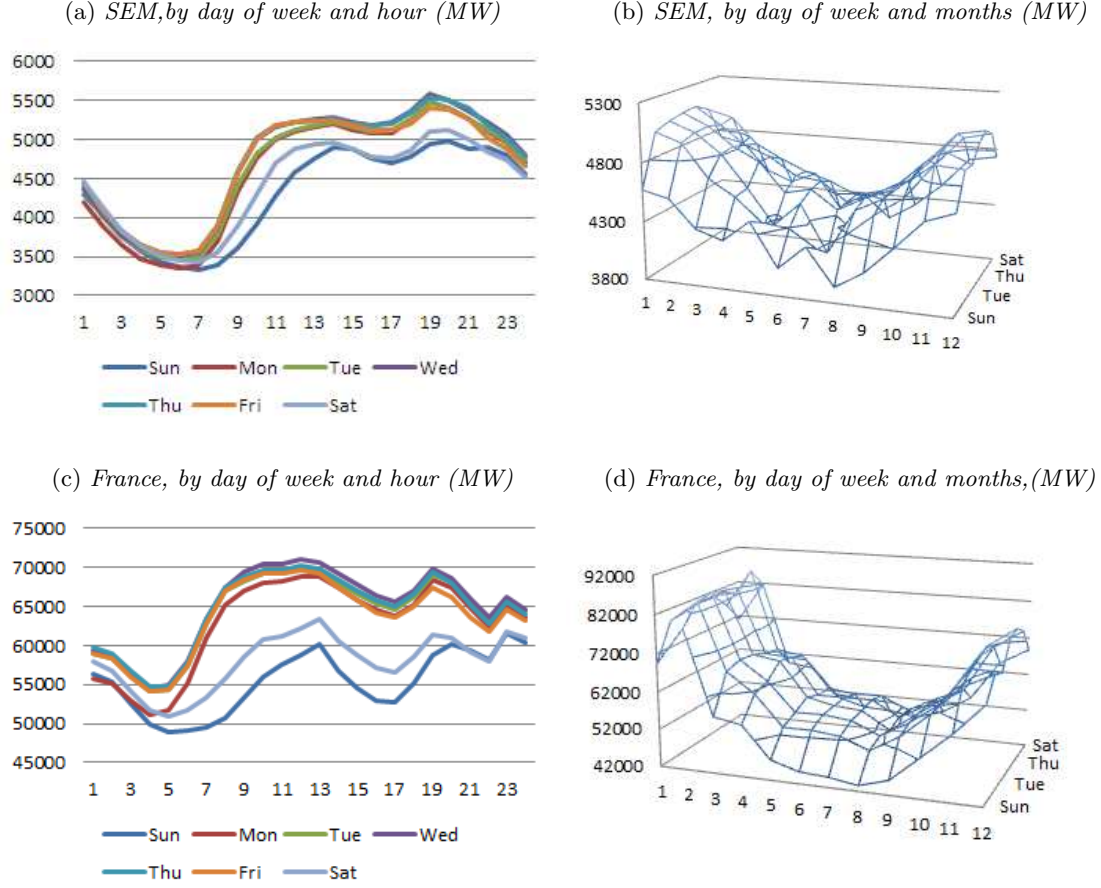 (a) SEM,by day of week and hour (MW)
6000
5500
5000
4500
4000
3500
3000
1 3 5 7 9 11 13 15 17 19 21 23
Sun Mon Tue Wed
Thu Fri Sat
(b) SEM, by day of week and months (MW)
5300
4800
4300
3800
1 2 3 4 5 6 7 8 9 10 11 12
Sat
Thu
Tue
Sun
(c) France, by day of week and hour (MW)
75000
70000
65000
60000
55000
50000
45000
1 3 5 7 9 11 13 15 17 19 21 23
Sun Mon Tue Wed
Thu Fri Sat
(d) France, by day of week and months,(MW)
92000
82000
72000
62000
52000
42000
1 2 3 4 5 6 7 8 9 10 11 12
Sat
Thu
Tue
Sun